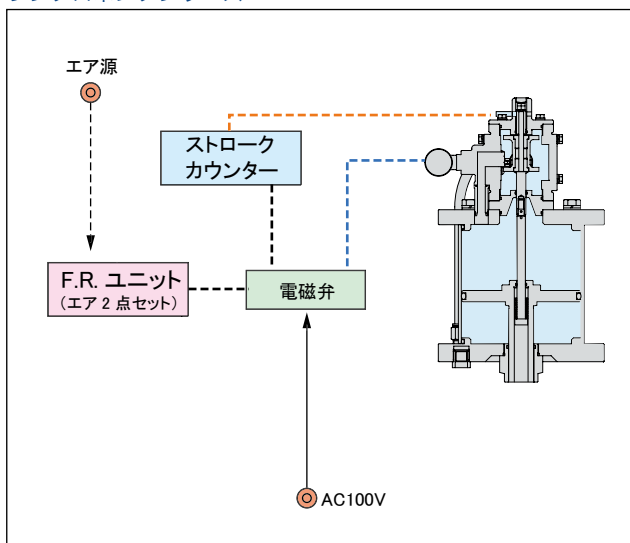 エア源
ストローク
カウンター
F.R. ユニット
（エア 2 点セット）
電磁弁
AC100V